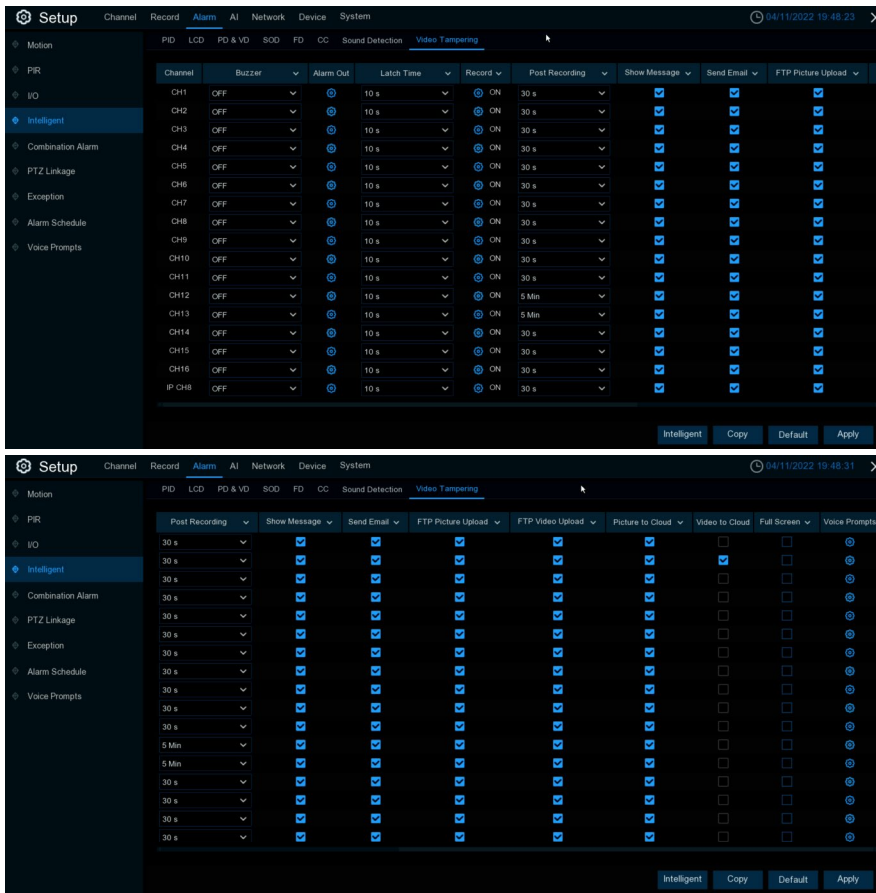 Setup Channel Record Alarm AI Network Device System 04/11/2022 19:48:23
Motion PID LCD PD & VD SOD FD CC Sound Detection Video Tampering
PIR Channel Buzzer Alarm Out Latch Time Record Post Recording Show Message Send Email FTP Picture Upload
I/O CH1 OFF 10 s ON 30 s
CH2 OFF 10 s ON 30 s
Intelligent CH3 OFF 10 s ON 30 s
Combination Alarm CH4 OFF 10 s ON 30 s
PTZ Linkage CH5 OFF 10 s ON 30 s
CH6 OFF 10 s ON 30 s
Exception CH7 OFF 10 s ON 30 s
Alarm Schedule CH8 OFF 10 s ON 30 s
CH9 OFF 10 s ON 30 s
Voice Prompts CH10 OFF 10 s ON 30 s
CH11 OFF 10 s ON 30 s
CH12 OFF 10 s ON 5 Min
CH13 OFF 10 s ON 5 Min
CH14 OFF 10 s ON 30 s
CH15 OFF 10 s ON 30 s
CH16 OFF 10 s ON 30 s
IP CH8 OFF 10 s ON 30 s
Intelligent Copy Default Apply
Setup Channel Record Alarm AI Network Device System 04/11/2022 19:48:31
Motion PID LCD PD & VD SOD FD CC Sound Detection Video Tampering
PIR Post Recording Show Message Send Email FTP Picture Upload FTP Video Upload Picture to Cloud Video to Cloud Full Screen Voice Prompts
I/O 30 s
30 s
Intelligent 30 s
Combination Alarm 30 s
PTZ Linkage 30 s
30 s
Exception 30 s
Alarm Schedule 30 s
30 s
Voice Prompts 30 s
30 s
5 Min
5 Min
30 s
30 s
30 s
30 s
Intelligent Copy Default Apply